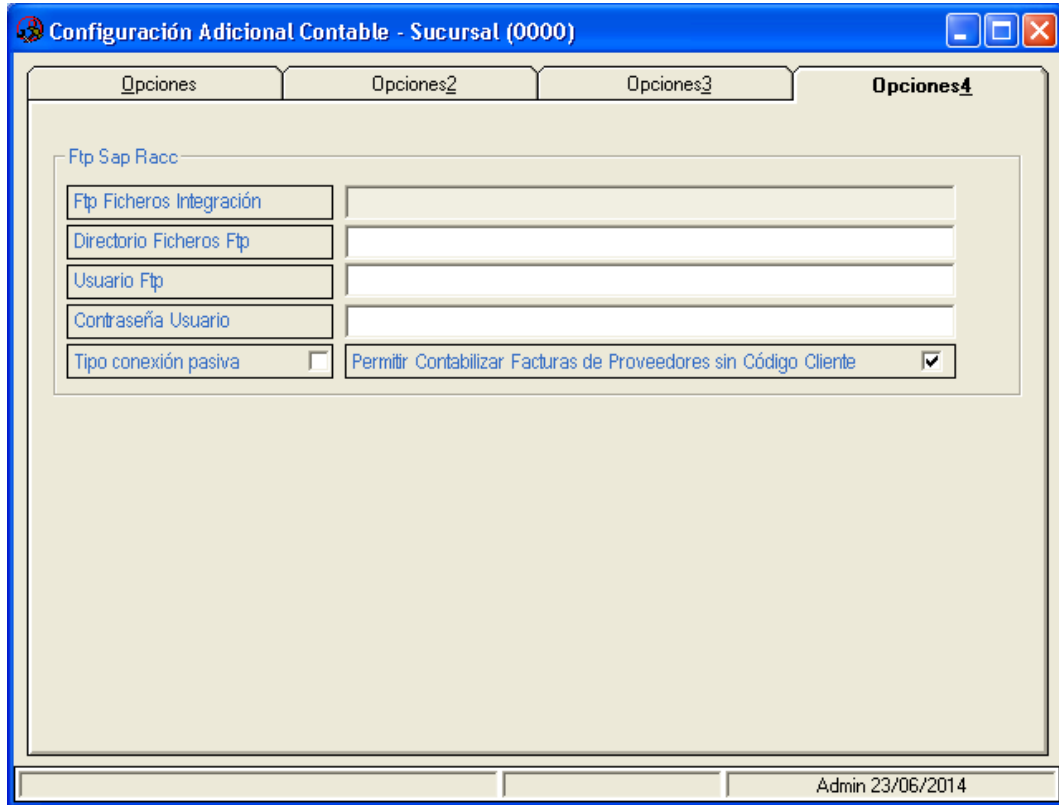 Configuración Adicional Contable - Sucursal (0000)
Opciones Opciones2 Opciones3 Opciones4
Ftp Sap Racc
Ftp Ficheros Integración
Directorio Ficheros Ftp
Usuario Ftp
Contraseña Usuario
Tipo conexión pasiva Permitir Contabilizar Facturas de Proveedores sin Código Cliente
Admin 23/06/2014